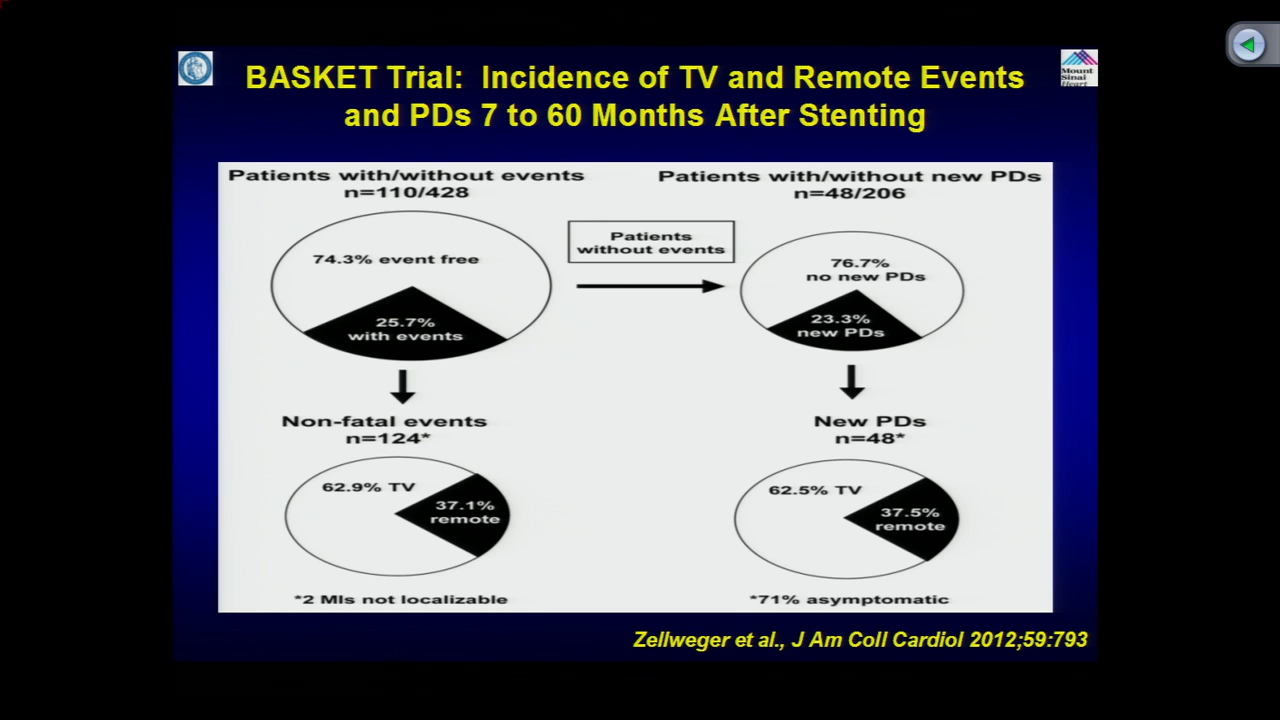 BASKET Trial: Incidence of TV and Remote Events
and PDs 7 to 60 Months After Stenting
Mount
Sinai
Heart
Patients with/without events
n=110/428
Patients with/without new PDs
n=48/206
74.3% event free
25.7%
with events
Patients
without events
76.7%
no new PDs
23.3%
new PDs
Non-fatal events
n=124*
New PDs
n=48*
62.9% TV
37.1%
remote
62.5% TV
37.5%
remote
*2 MIs not localizable
*71% asymptomatic
Zellweger et al., J Am Coll Cardiol 2012;59:793